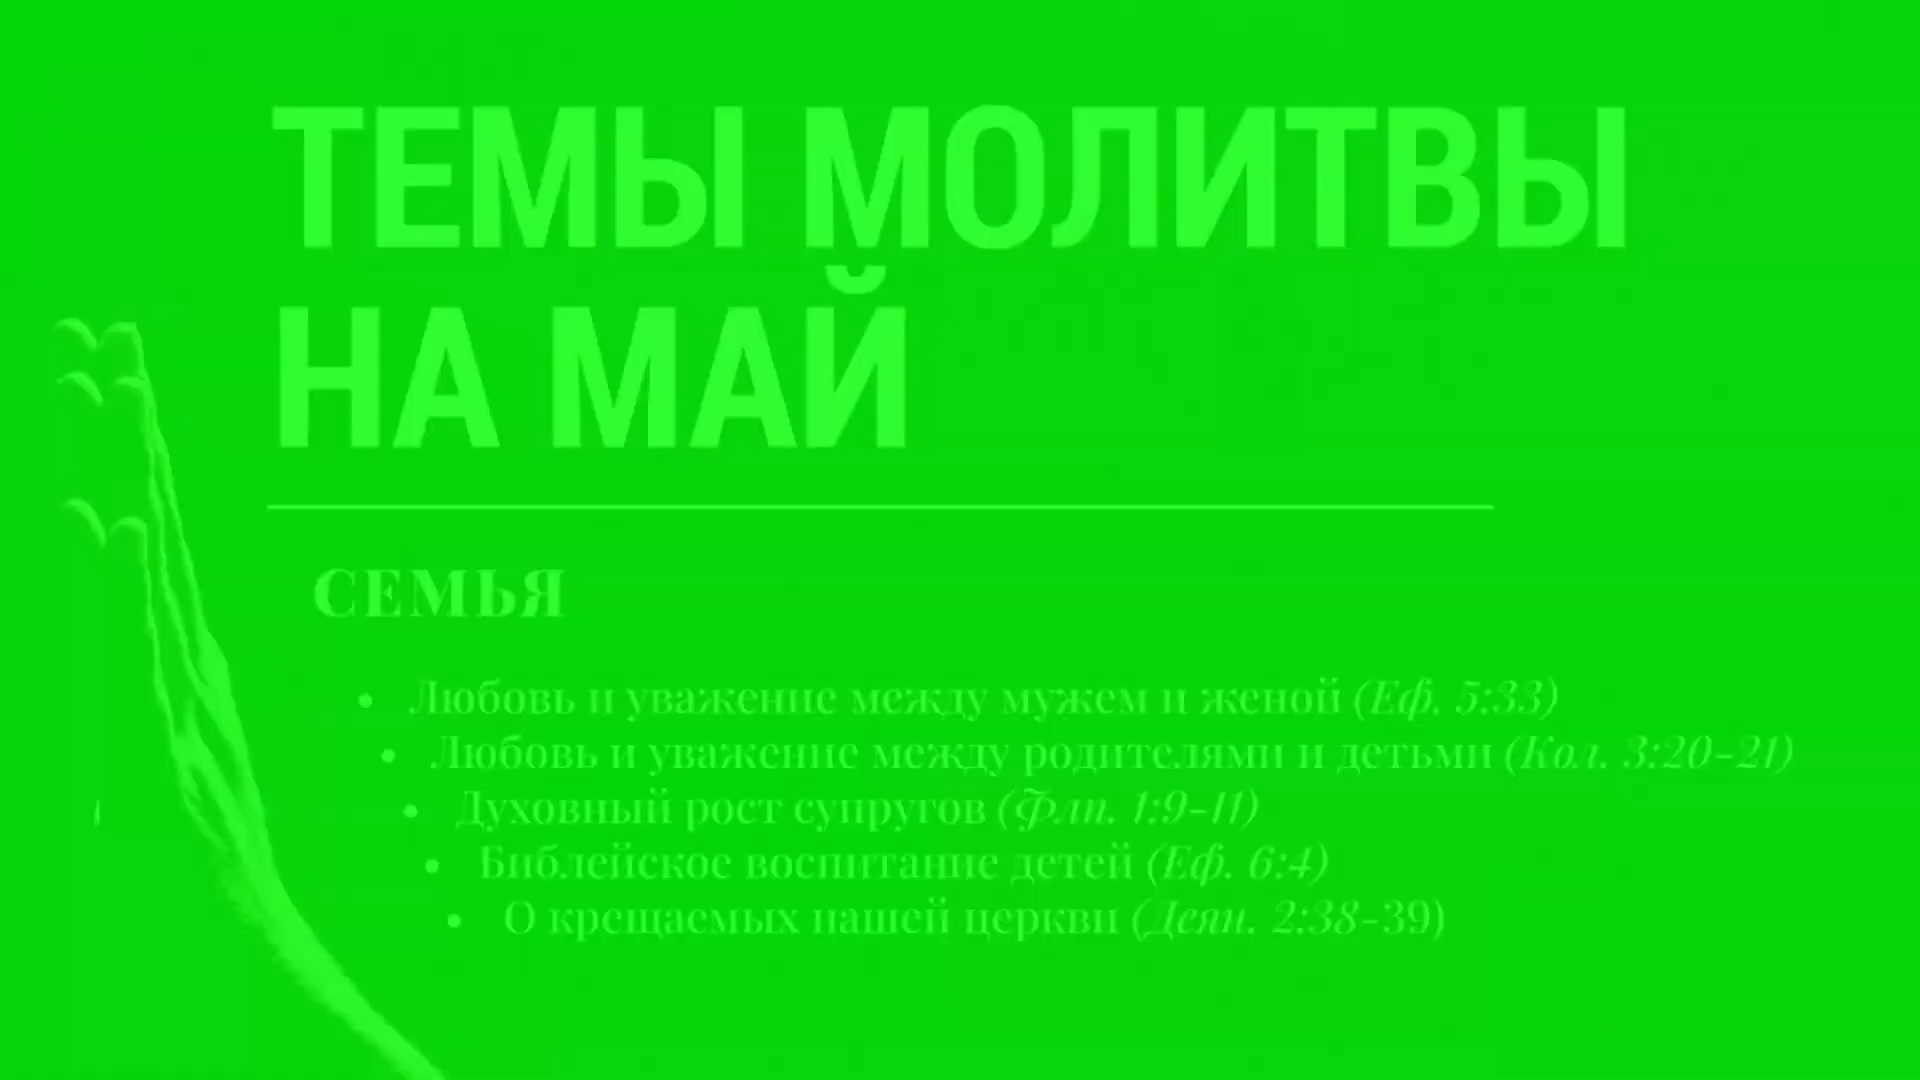 ТЕМЫ МОЛИТВЫ
НА МАЙ
СЕМЬЯ
• Любовь и уважение между мужем и женой (Еф. 5:33)
• Любовь и уважение между родителями и детьми (Кол. 3:20-21)
• Духовный рост супругов (Флп. 1:9-11)
• Библейское воспитание детей (Еф. 6:4)
• О крещаемых нашей церкви (Деян. 2:38-39)